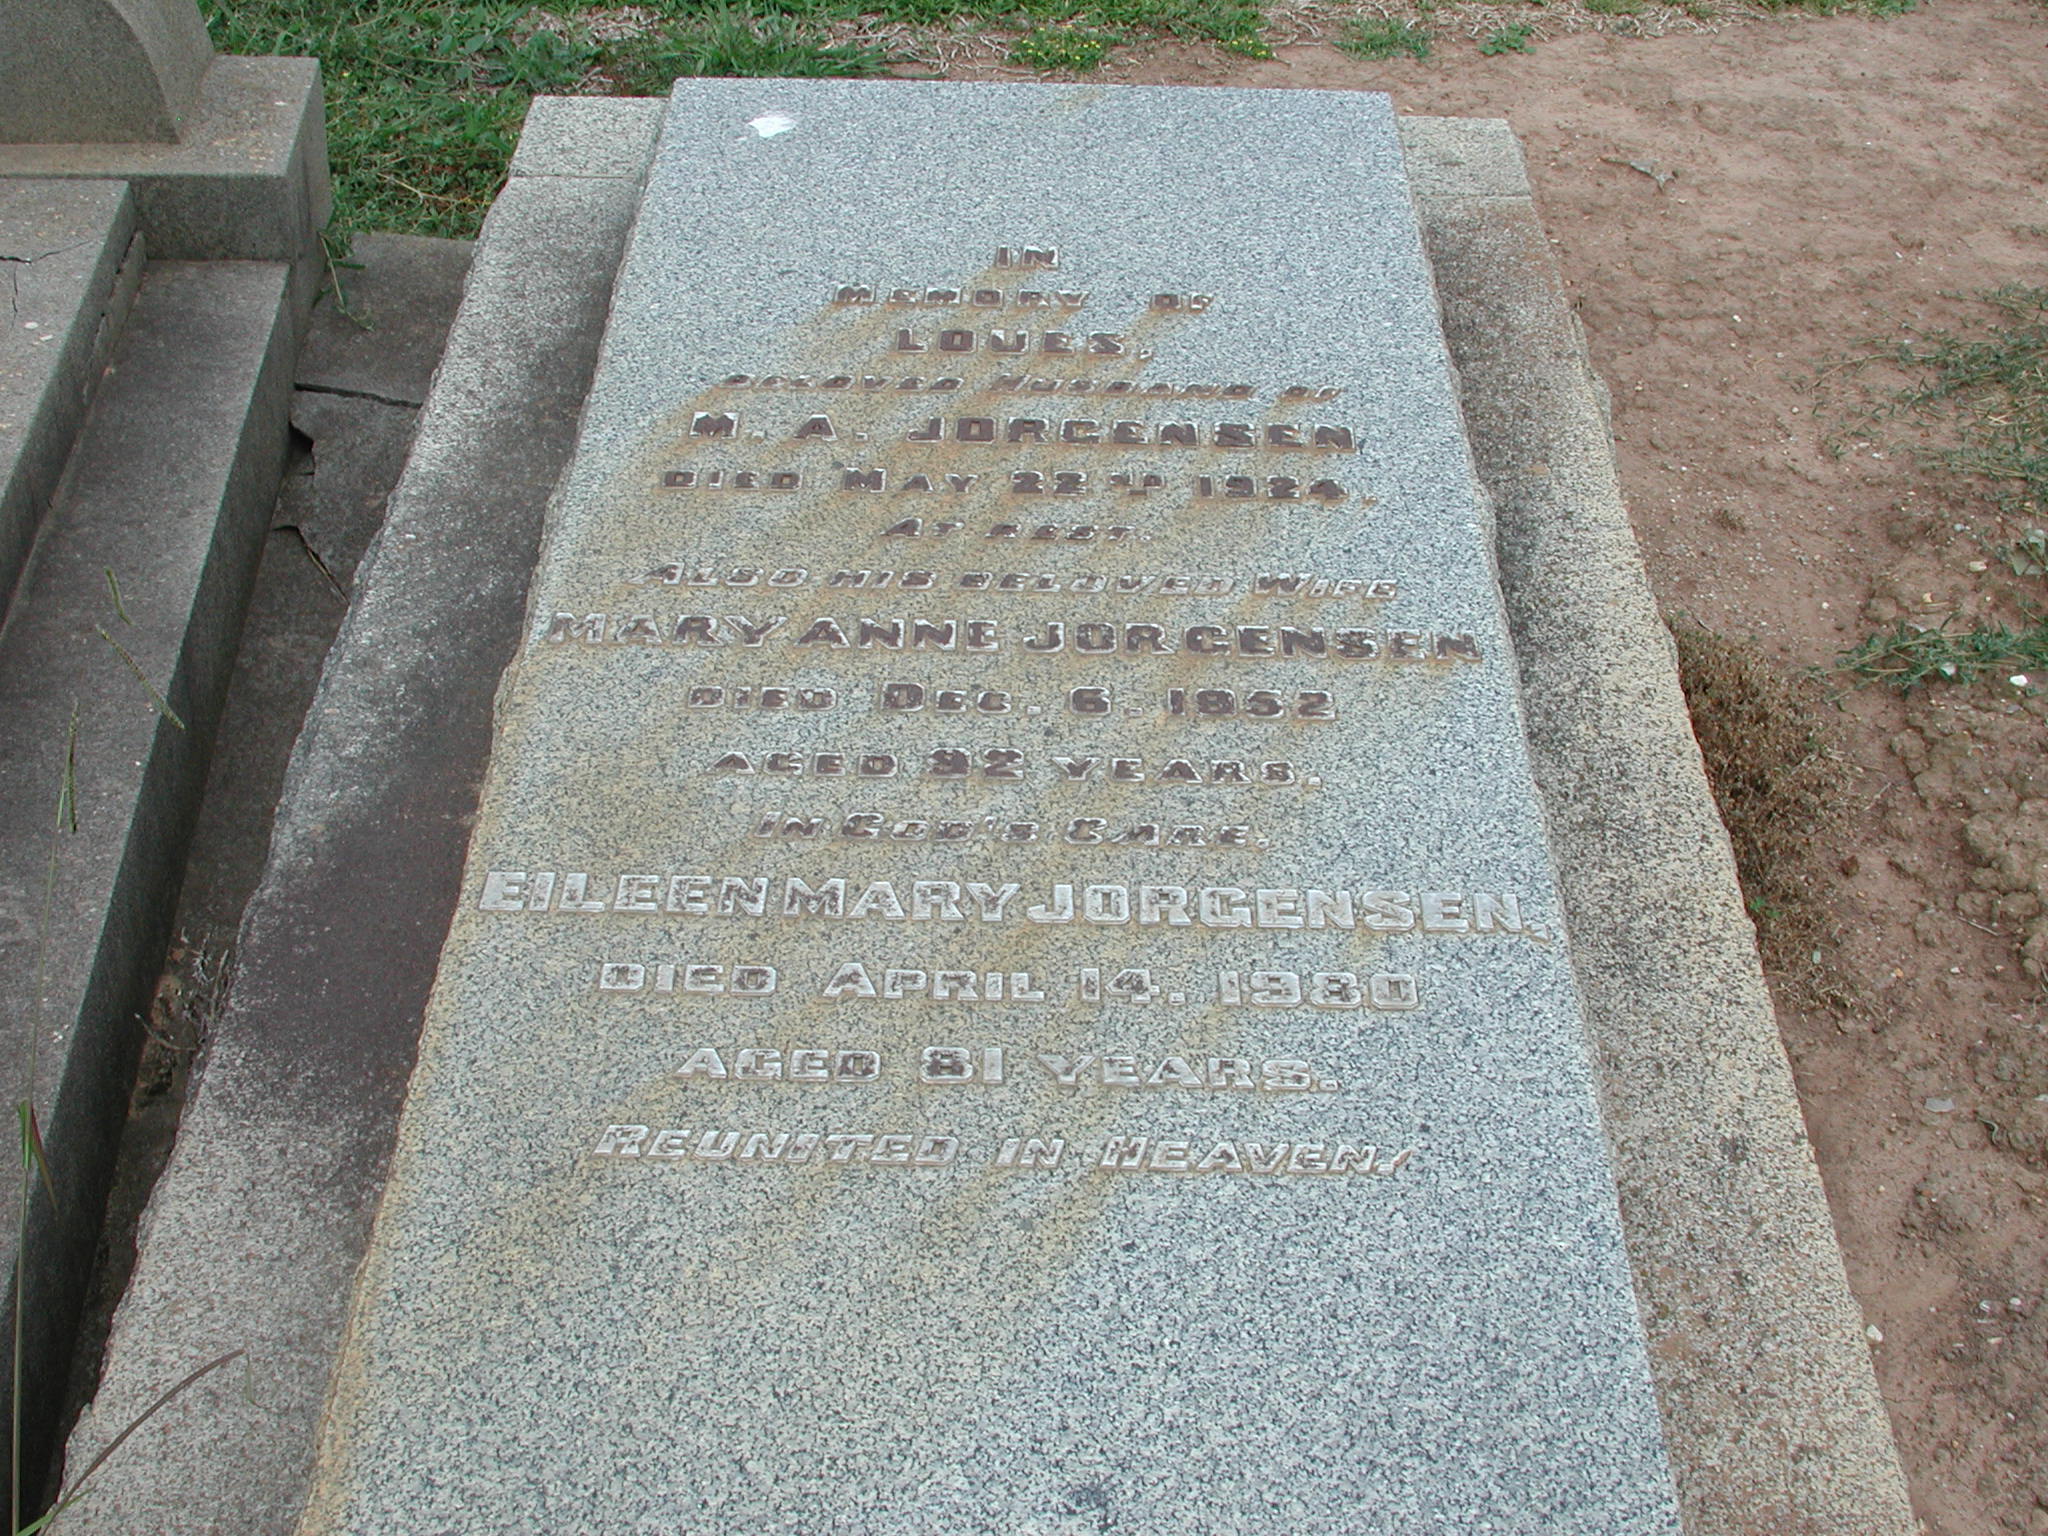 IN
MEMORY OF
LOUES,
BELOVED HUSBAND OF
M. A. JORGENSEN,
DIED MAY 22ND 1924,
AT REST.
ALSO HIS BELOVED WIFE
MARY ANNE JORGENSEN
DIED DEC. 6. 1952
AGED 92 YEARS.
IN GOD'S CARE.
EILEEN MARY JORGENSEN,
DIED APRIL 14. 1980
AGED 81 YEARS.
REUNITED IN HEAVEN.